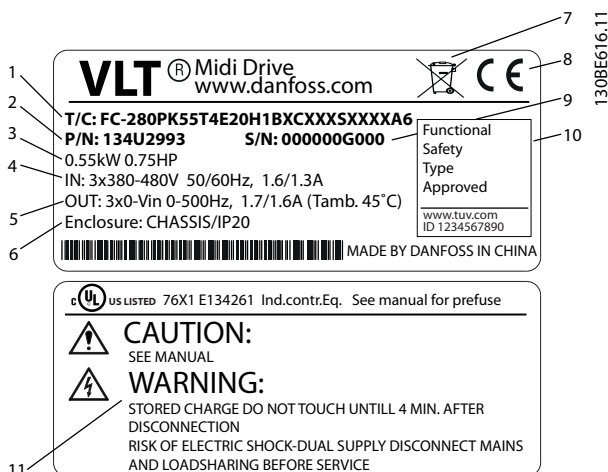 130BE616.11
7
8
9
10
1
2
3
4
5
6
11
VLT ® Midi Drive
www.danfoss.com
CE
T/C: FC-280PK55T4E20H1BXCXXXSXXXXA6
P/N: 134U2993 S/N: 000000G000
0.55kW 0.75HP
IN: 3x380-480V 50/60Hz, 1.6/1.3A
OUT: 3x0-Vin 0-500Hz, 1.7/1.6A (Tamb. 45˚C)
Enclosure: CHASSIS/IP20
Functional
Safety
Type
Approved
www.tuv.com
ID 1234567890
MADE BY DANFOSS IN CHINA
c UL US LISTED 76X1 E134261 Ind.contr.Eq. See manual for prefuse
CAUTION:
SEE MANUAL
WARNING:
STORED CHARGE DO NOT TOUCH UNTILL 4 MIN. AFTER
DISCONNECTION
RISK OF ELECTRIC SHOCK-DUAL SUPPLY DISCONNECT MAINS
AND LOADSHARING BEFORE SERVICE